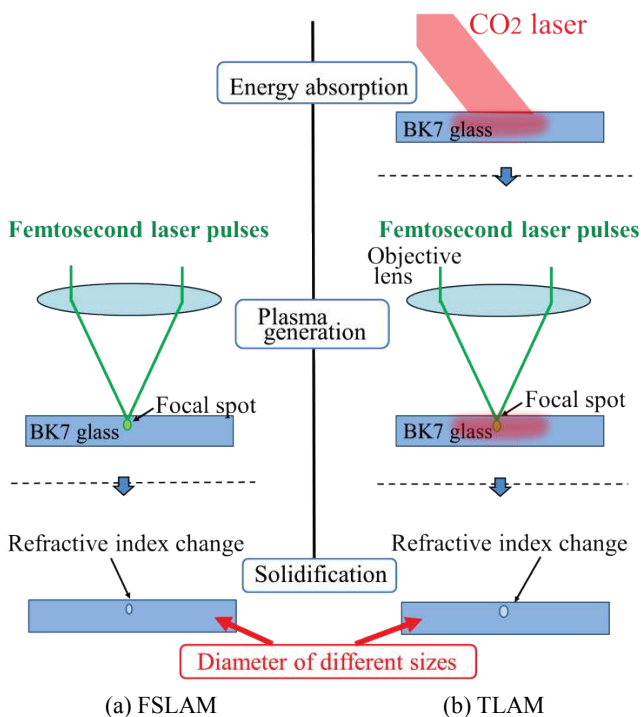 CO2 laser
Energy absorption
BK7 glass
Femtosecond laser pulses
Femtosecond laser pulses
Objective
lens
Plasma
generation
Focal spot
Focal spot
BK7 glass
BK7 glass
Refractive index change
Refractive index change
Solidification
Diameter of different sizes
(a) FSLAM
(b) TLAM